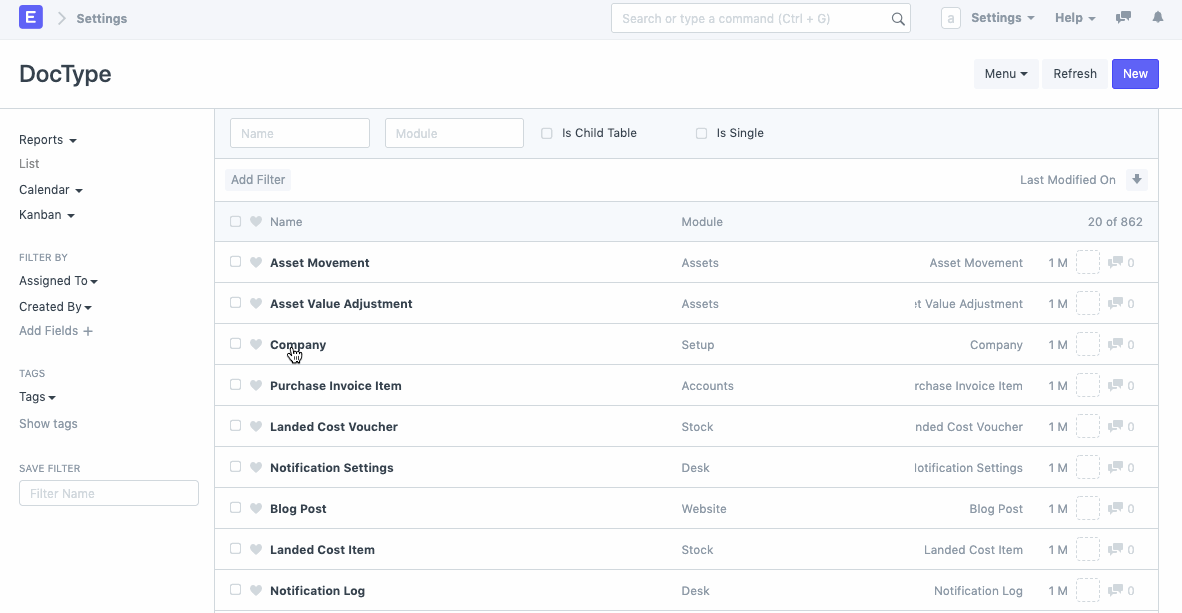 E Settings
Search or type a command (Ctrl + G)
a Settings Help
DocType
Menu Refresh New
Reports
List
Calendar
Kanban
FILTER BY
Assigned To
Created By
Add Fields
TAGS
Tags
Show tags
SAVE FILTER
Filter Name
Name Module Is Child Table Is Single
Add Filter Last Modified On
Name Module 20 of 862
Asset Movement Assets Asset Movement 1 M 0
Asset Value Adjustment Assets et Value Adjustment 1 M 0
Company Setup Company 1 M 0
Purchase Invoice Item Accounts rchase Invoice Item 1 M 0
Landed Cost Voucher Stock nded Cost Voucher 1 M 0
Notification Settings Desk lotification Settings 1 M 0
Blog Post Website Blog Post 1 M 0
Landed Cost Item Stock Landed Cost Item 1 M 0
Notification Log Desk Notification Log 1 M 0